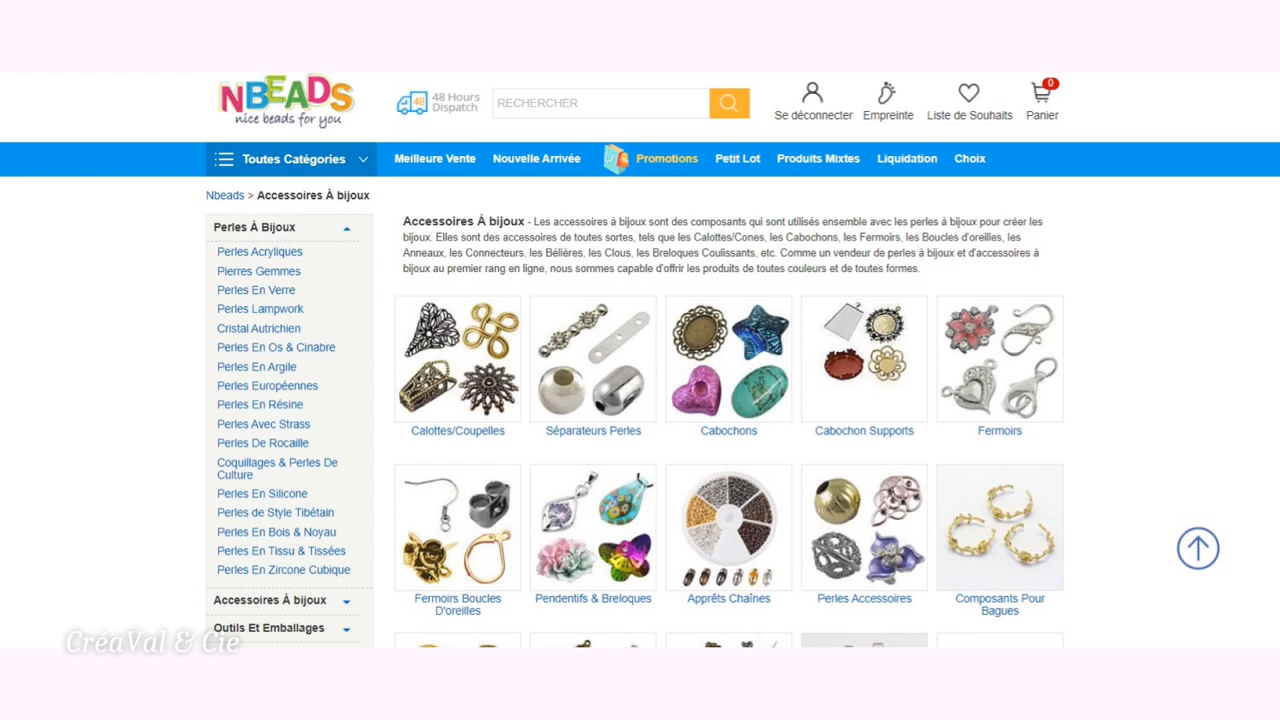 NBEADS
nice beads for you
48
48 Hours
Dispatch
RECHERCHER
Se déconnecter
Empreinte
Liste de Souhaits
0
Panier
Toutes Catégories
Meilleure Vente
Nouvelle Arrivée
Promotions
Petit Lot
Produits Mixtes
Liquidation
Choix
Nbeads > Accessoires À bijoux
Perles À Bijoux
Perles Acryliques
Pierres Gemmes
Perles En Verre
Perles Lampwork
Cristal Autrichien
Perles En Os & Cinabre
Perles En Argile
Perles Européennes
Perles En Résine
Perles Avec Strass
Perles De Rocaille
Coquillages & Perles De
Culture
Perles En Silicone
Perles de Style Tibétain
Perles En Bois & Noyau
Perles En Tissu & Tissées
Perles En Zircone Cubique
Accessoires À bijoux
Outils Et Emballages
Accessoires À bijoux - Les accessoires à bijoux sont des composants qui sont utilisés ensemble avec les perles à bijoux pour créer les
bijoux. Elles sont des accessoires de toutes sortes, tels que les Calottes/Cones, les Cabochons, les Fermoirs, les Boucles d'oreilles, les
Anneaux, les Connecteurs, les Bélières, les Clous, les Breloques Coulissants, etc. Comme un vendeur de perles à bijoux et d'accessoires à
bijoux au premier rang en ligne, nous sommes capable d'offrir les produits de toutes couleurs et de toutes formes.
Calottes/Coupelles
Séparateurs Perles
Cabochons
Cabochon Supports
Fermoirs
Fermoirs Boucles
D'oreilles
Pendentifs & Breloques
Apprêts Chaînes
Perles Accessoires
Composants Pour
Bagues
CréaVal & Cie